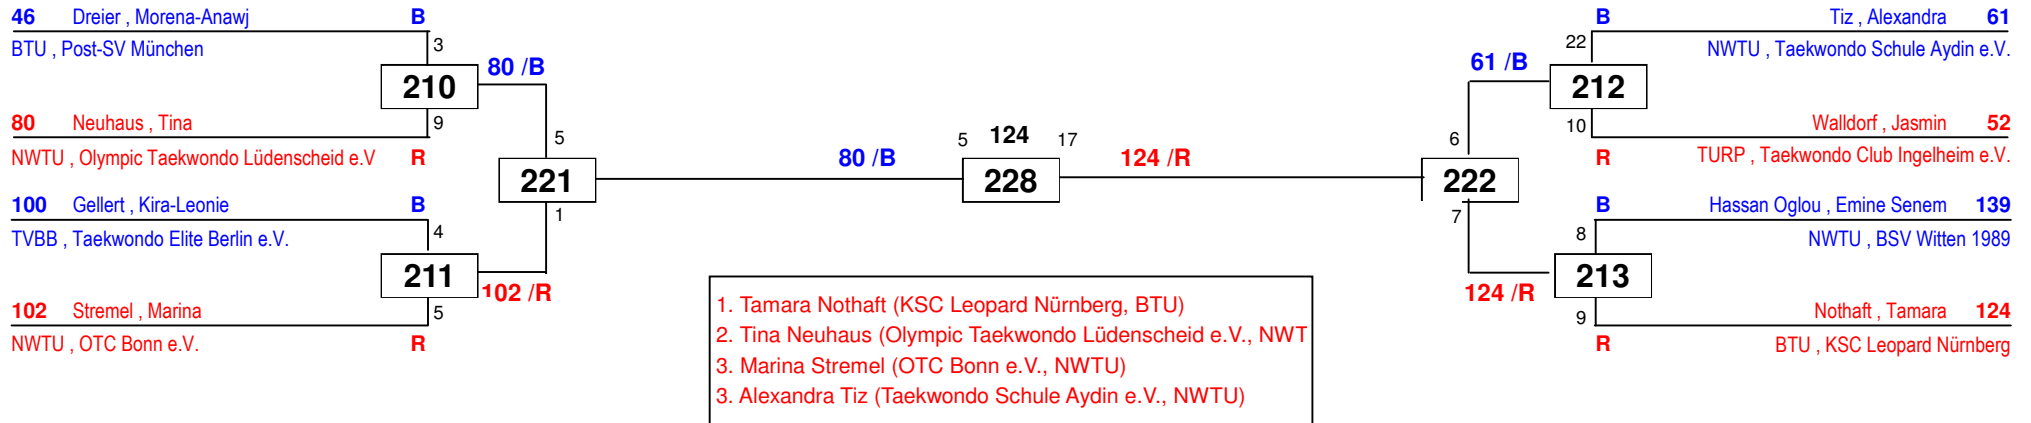 46 Dreier , Morena-Anawj B
3
BTU , Post-SV München
210
80 /B
80 Neuhaus , Tina
9
NWTU , Olympic Taekwondo Lüdenscheid e.V R
5
221
1
100 Gellert , Kira-Leonie B
4
TVBB , Taekwondo Elite Berlin e.V.
211
102 /R
102 Stremel , Marina
5
NWTU , OTC Bonn e.V. R
80 /B
5 124 17
228
124 /R
B Tiz , Alexandra 61
22
NWTU , Taekwondo Schule Aydin e.V.
61 /B
212
10
Walldorf , Jasmin 52
R TURP , Taekwondo Club Ingelheim e.V.
6
222
7
B Hassan Oglou , Emine Senem 139
8
NWTU , BSV Witten 1989
213
124 /R
9
Nothaft , Tamara 124
R BTU , KSC Leopard Nürnberg
1. Tamara Nothaft (KSC Leopard Nürnberg, BTU)
2. Tina Neuhaus (Olympic Taekwondo Lüdenscheid e.V., NWT
3. Marina Stremel (OTC Bonn e.V., NWTU)
3. Alexandra Tiz (Taekwondo Schule Aydin e.V., NWTU)